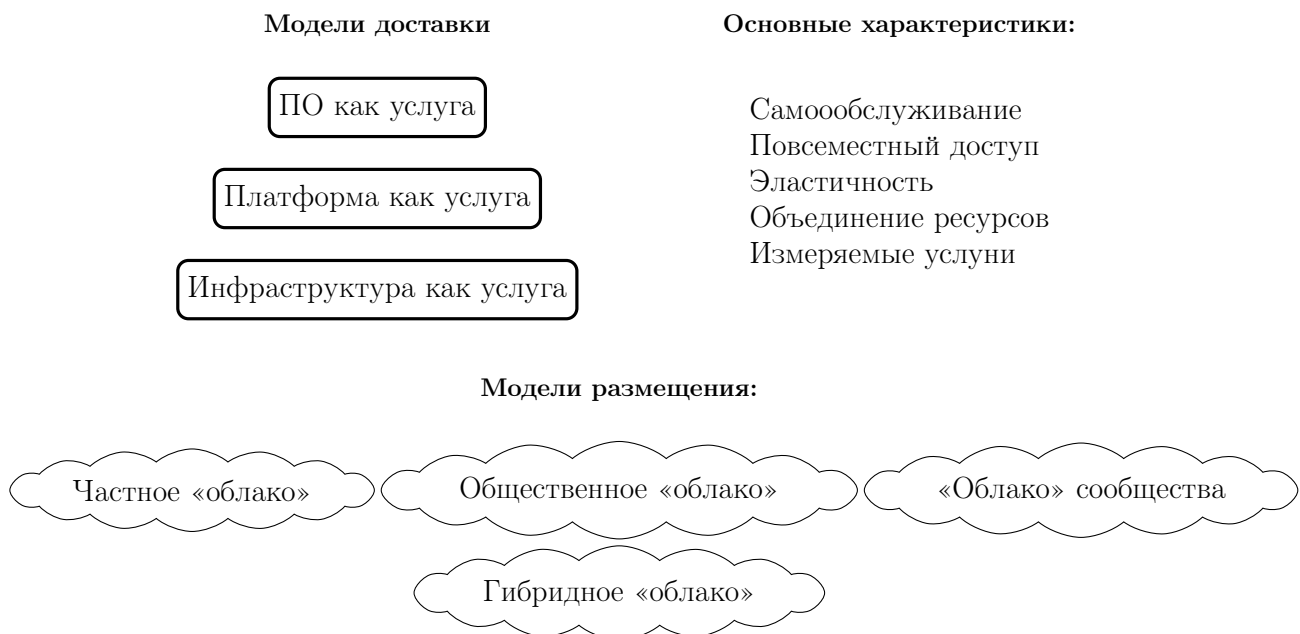 Модели доставки
Основные характеристики:
ПО как услуга
Платформа как услуга
Инфраструктура как услуга
Самоообслуживание
Повсеместный доступ
Эластичность
Объединение ресурсов
Измеряемые услуни
Модели размещения:
Частное «облако»
Общественное «облако»
«Облако» сообщества
Гибридное «облако»